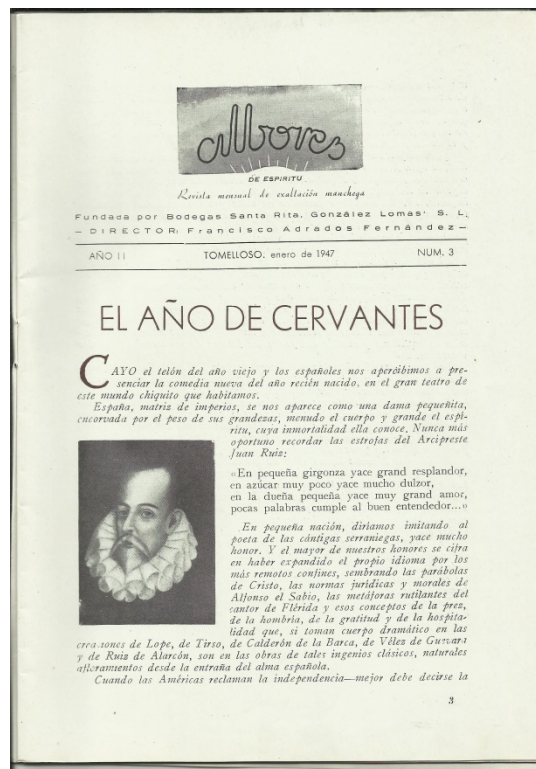 albores
DE ESPIRITU
Revista mensual de exaltación manchega
Fundada por Bodegas Santa Rita, González Lomas' S. L.
— DIRECTOR: Francisco Adrados Fernández —
AÑO II TOMELLOSO, enero de 1947 NUM. 3
EL AÑO DE CERVANTES
CAYO el telón del año viejo y los españoles nos apercibimos a pre-
senciar la comedia nueva del año recién nacido. en el gran teatro de
este mundo chiquito que habitamos.
España, matriz de imperios, se nos aparece como una dama pequeñita,
encorvada por el peso de sus grandezas, menudo el cuerpo y grande el espí-
ritu, cuya inmortalidad ella conoce. Nunca más
oportuno recordar las estrofas del Arcipreste
Juan Ruiz:
«En pequeña girgonza yace grand resplandor,
en azúcar muy poco yace mucho dulzor,
en la dueña pequeña yace muy grand amor,
pocas palabras cumple al buen entendedor...»
En pequeña nación, diríamos imitando al
poeta de las cántigas serraniegas, yace mucho
honor. Y el mayor de nuestros honores se cifra
en haber expandido el propio idioma por los
más remotos confines, sembrando las parábolas
de Cristo, las normas jurídicas y morales de
Alfonso el Sabio, las metáforas rutilantes del
cantor de Flérida y esos conceptos de la prez,
de la hombría, de la gratitud y de la hospita-
lidad que, si toman cuerpo dramático en las
creaciones de Lope, de Tirso, de Calderón de la Barca, de Vélez de Guevara
y de Ruiz de Alarcón, son en las obras de tales ingenios clásicos, naturales
afloramientos desde la entraña del alma española.
Cuando las Américas reclaman la independencia—mejor debe decirse la
3